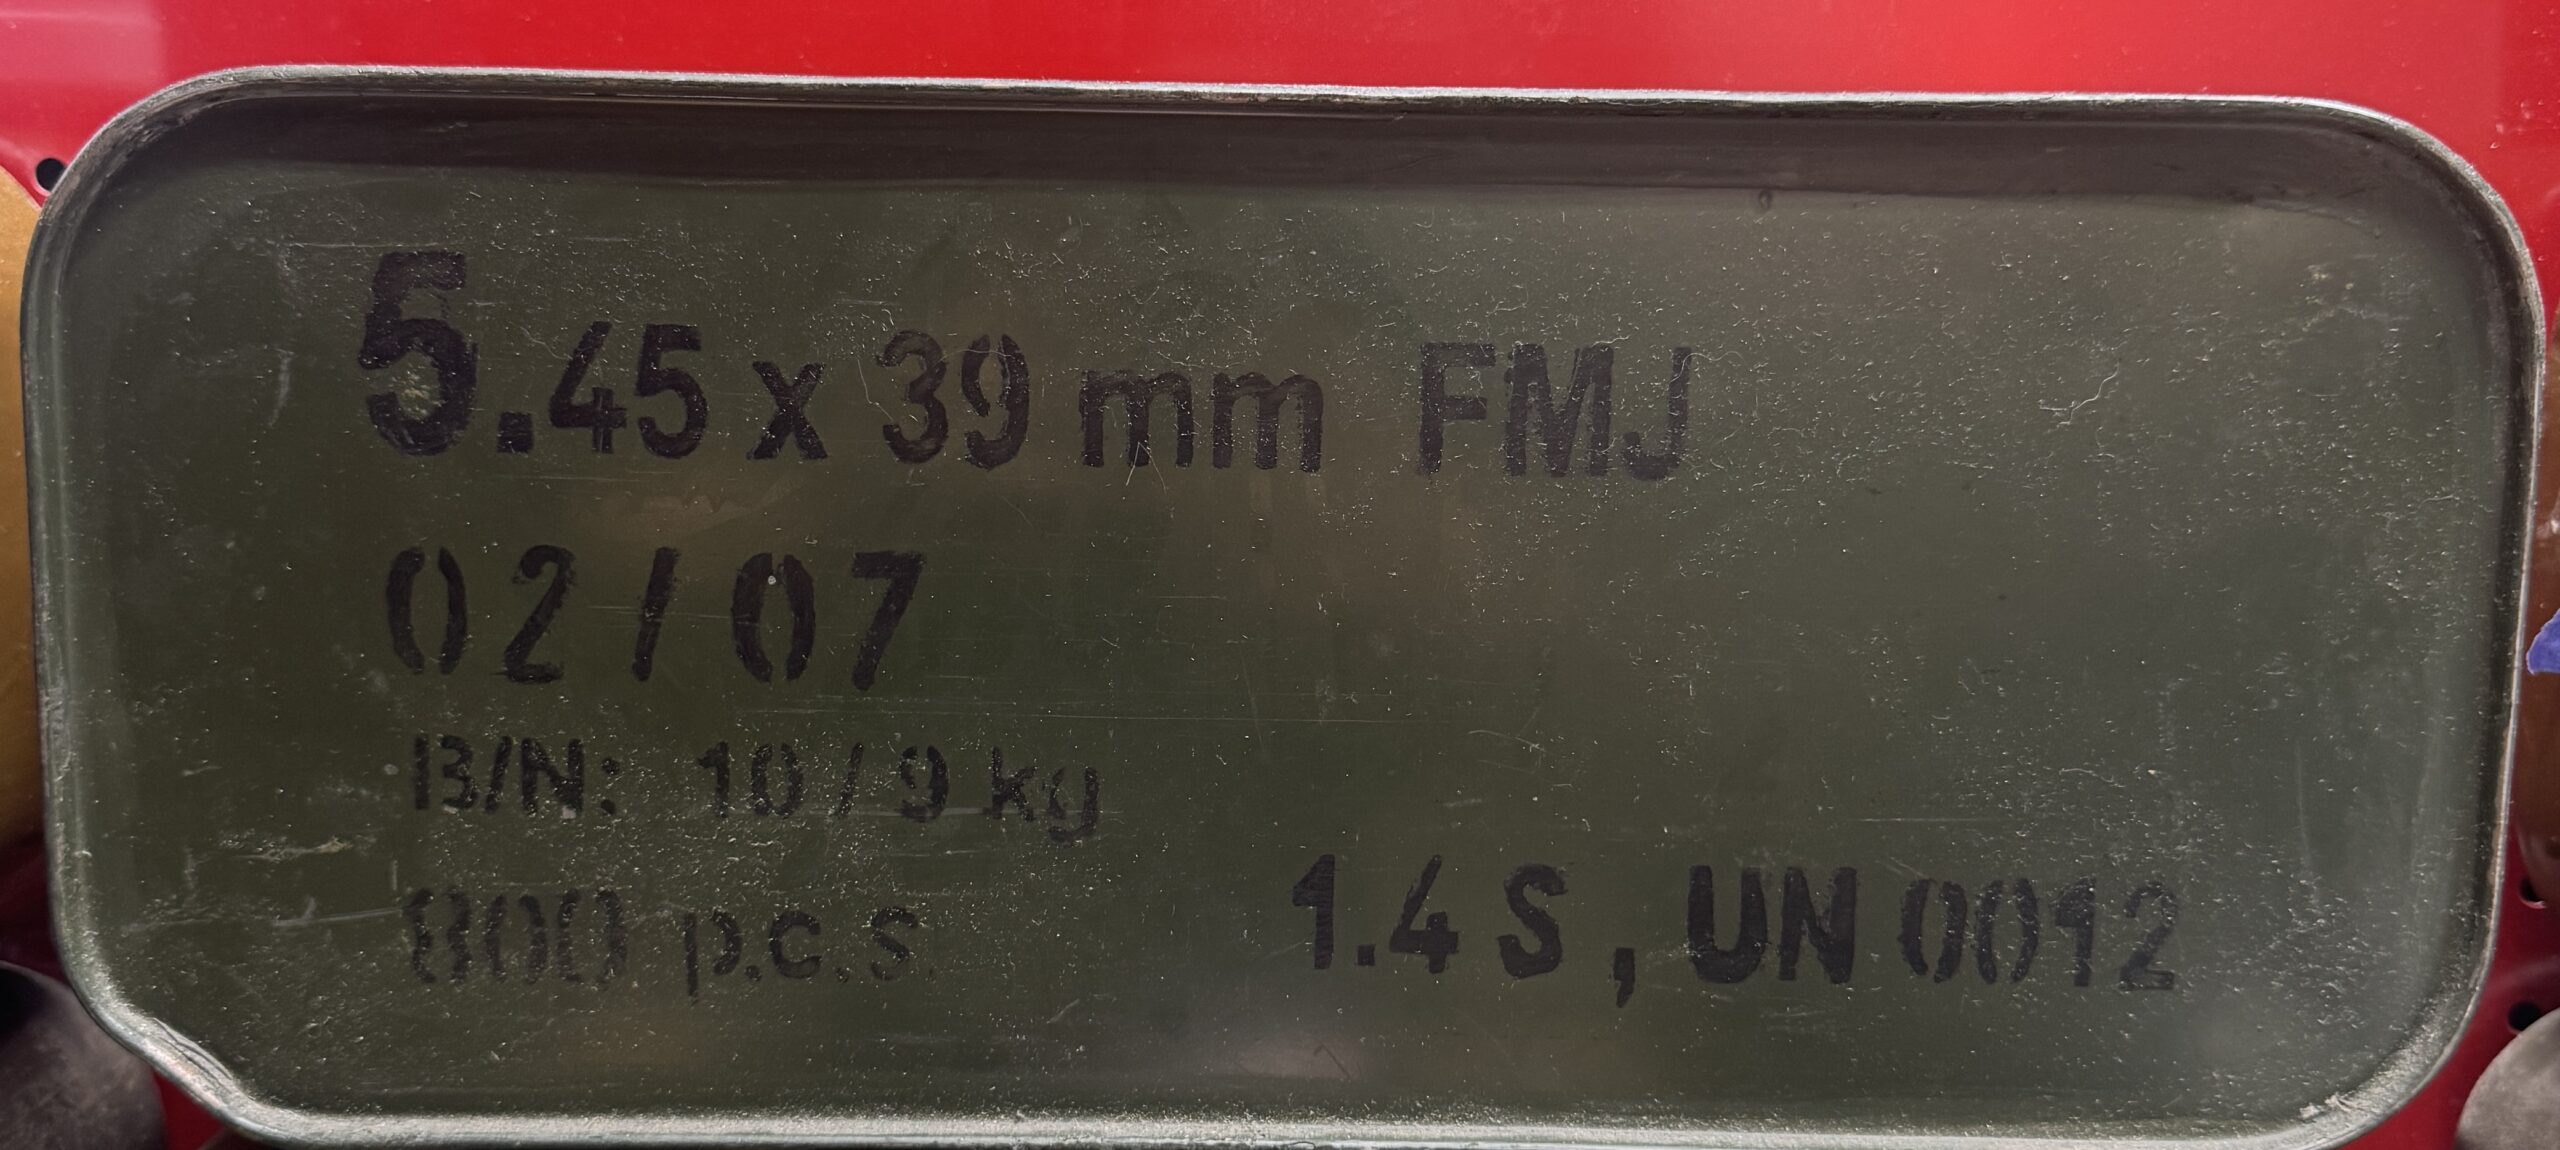 5.45 x 39 mm FMJ
02 / 07
B/N: 10 / 9 kg
800 p.c.s.
1.4 S , UN 0012